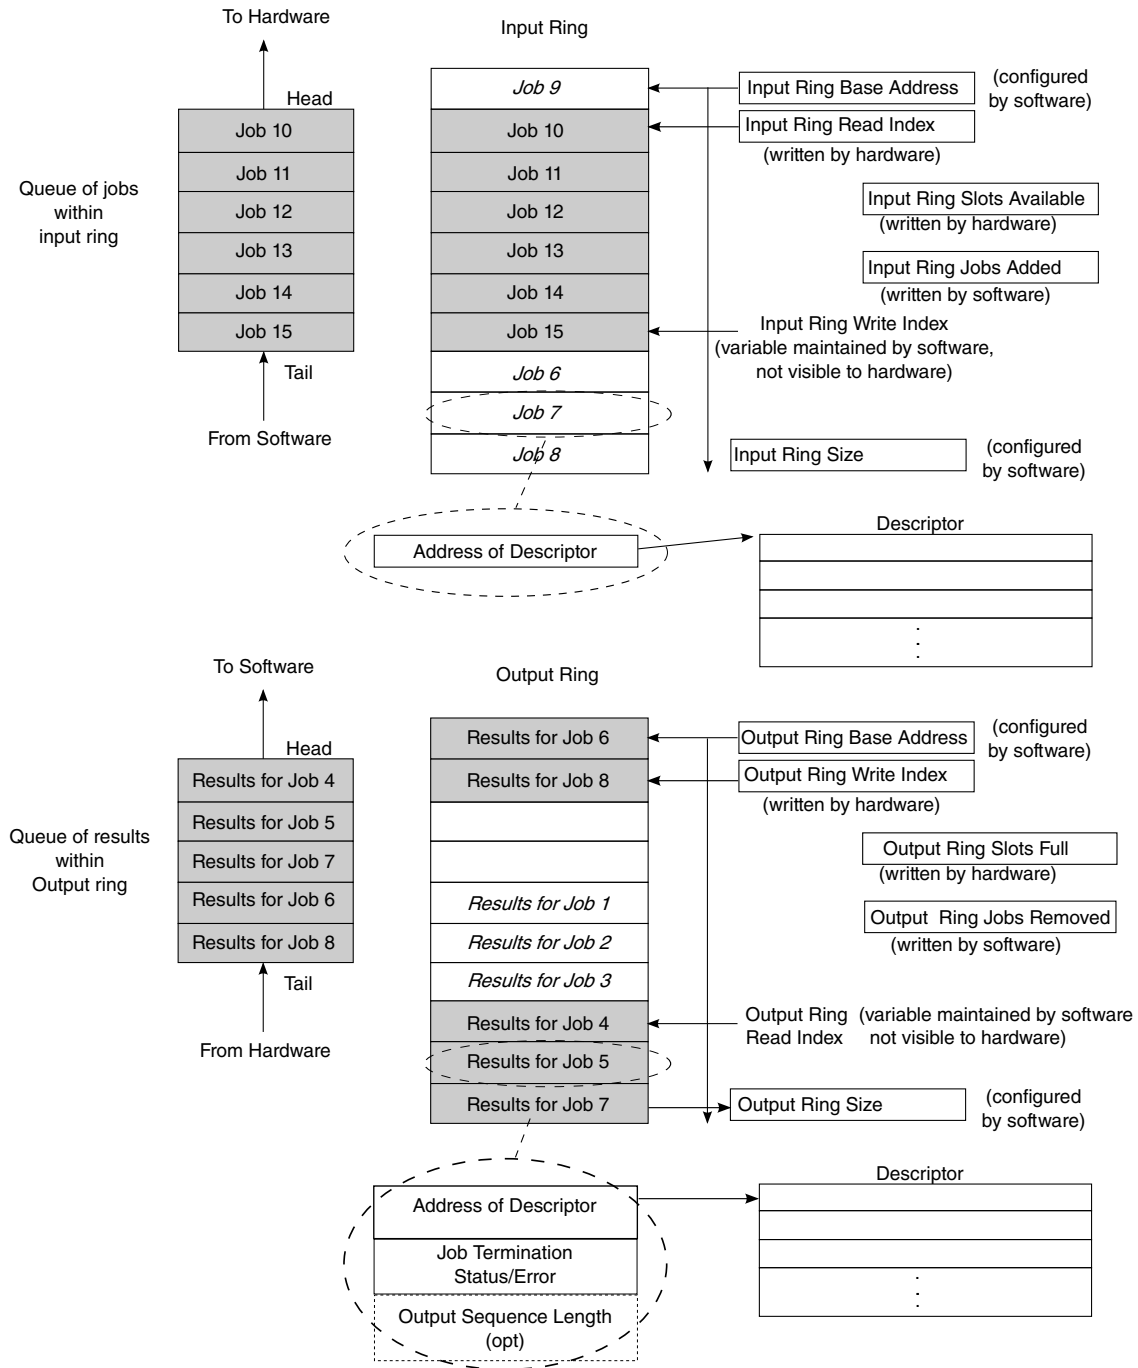 To Hardware
Input Ring
Head
Job 10
Job 11
Job 12
Job 13
Job 14
Job 15
Tail
From Software
Queue of jobs
within
input ring
Job 9
Job 10
Job 11
Job 12
Job 13
Job 14
Job 15
Job 6
Job 7
Job 8
Input Ring Base Address
(configured
by software)
Input Ring Read Index
(written by hardware)
Input Ring Slots Available
(written by hardware)
Input Ring Jobs Added
(written by software)
Input Ring Write Index
(variable maintained by software,
not visible to hardware)
Input Ring Size
(configured
by software)
Address of Descriptor
Descriptor
To Software
Output Ring
Head
Results for Job 4
Results for Job 5
Results for Job 7
Results for Job 6
Results for Job 8
Tail
From Hardware
Queue of results
within
Output ring
Results for Job 6
Results for Job 8
Results for Job 1
Results for Job 2
Results for Job 3
Results for Job 4
Results for Job 5
Results for Job 7
Output Ring Base Address
(configured
by software)
Output Ring Write Index
(written by hardware)
Output Ring Slots Full
(written by hardware)
Output Ring Jobs Removed
(written by software)
Output Ring
Read Index
(variable maintained by software
not visible to hardware)
Output Ring Size
(configured
by software)
Address of Descriptor
Job Termination
Status/Error
Output Sequence Length
(opt)
Descriptor